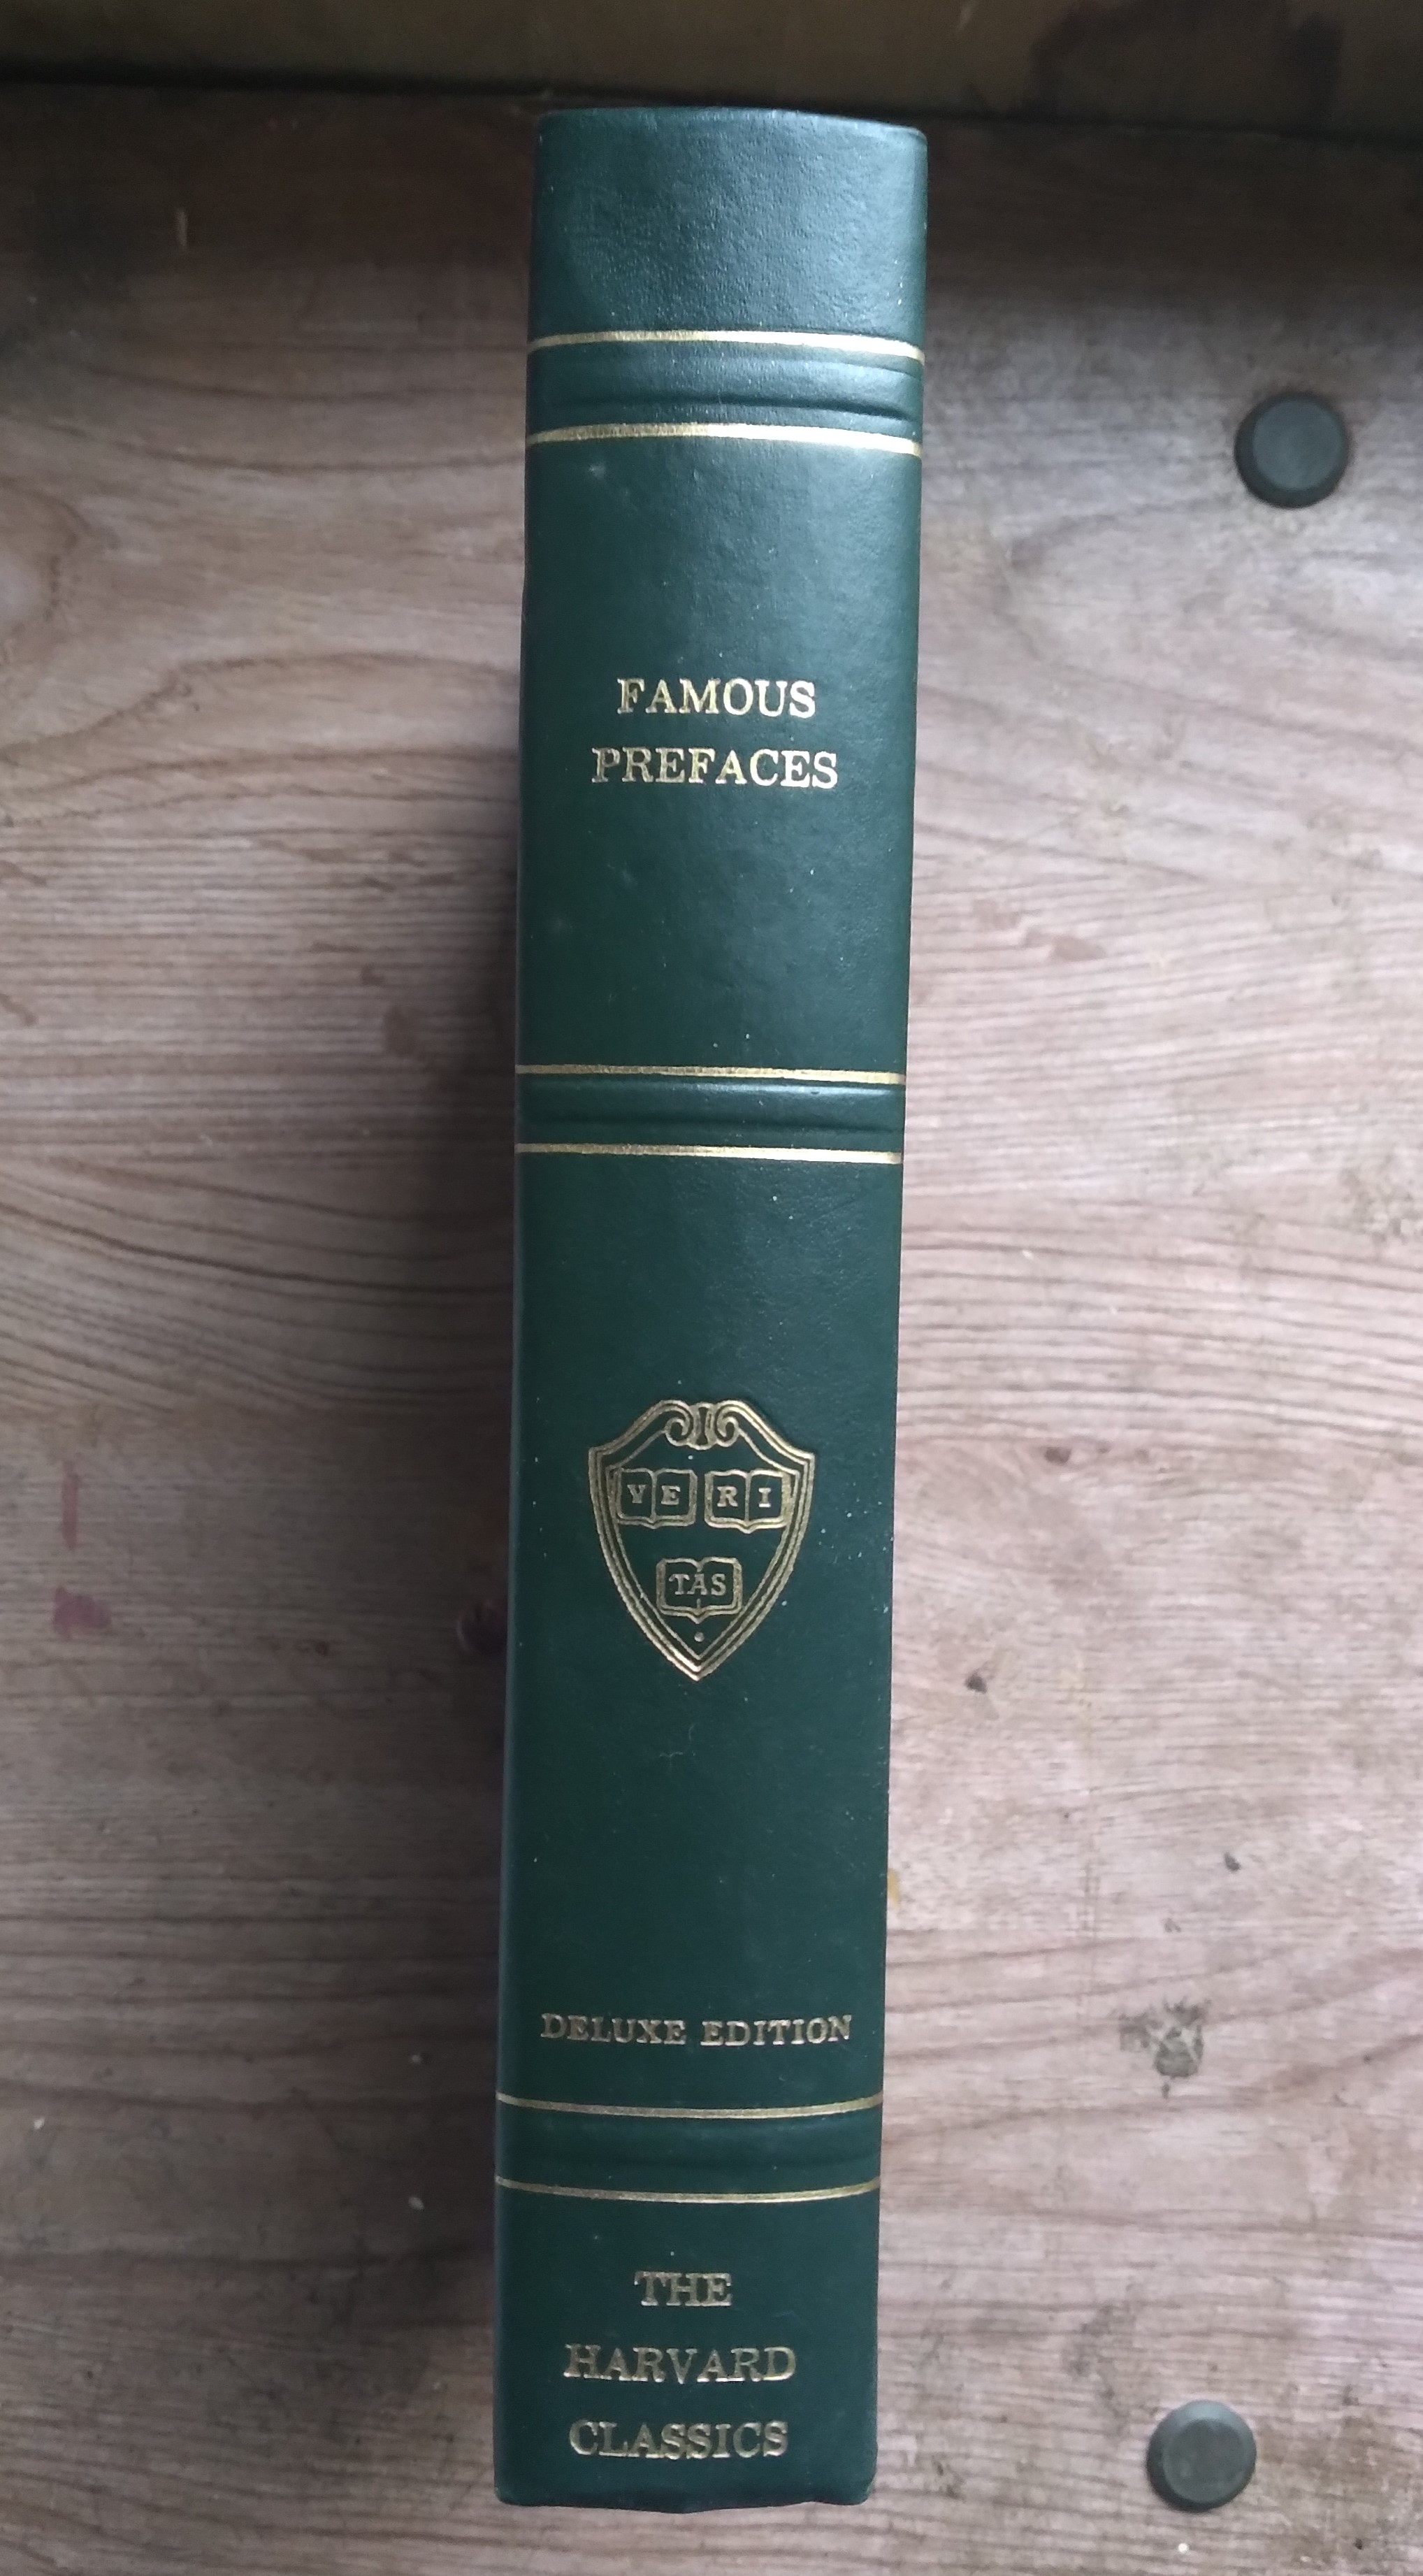 FAMOUS
PREFACES
VE RI
TAS
DELUXE EDITION
THE
HARVARD
CLASSICS